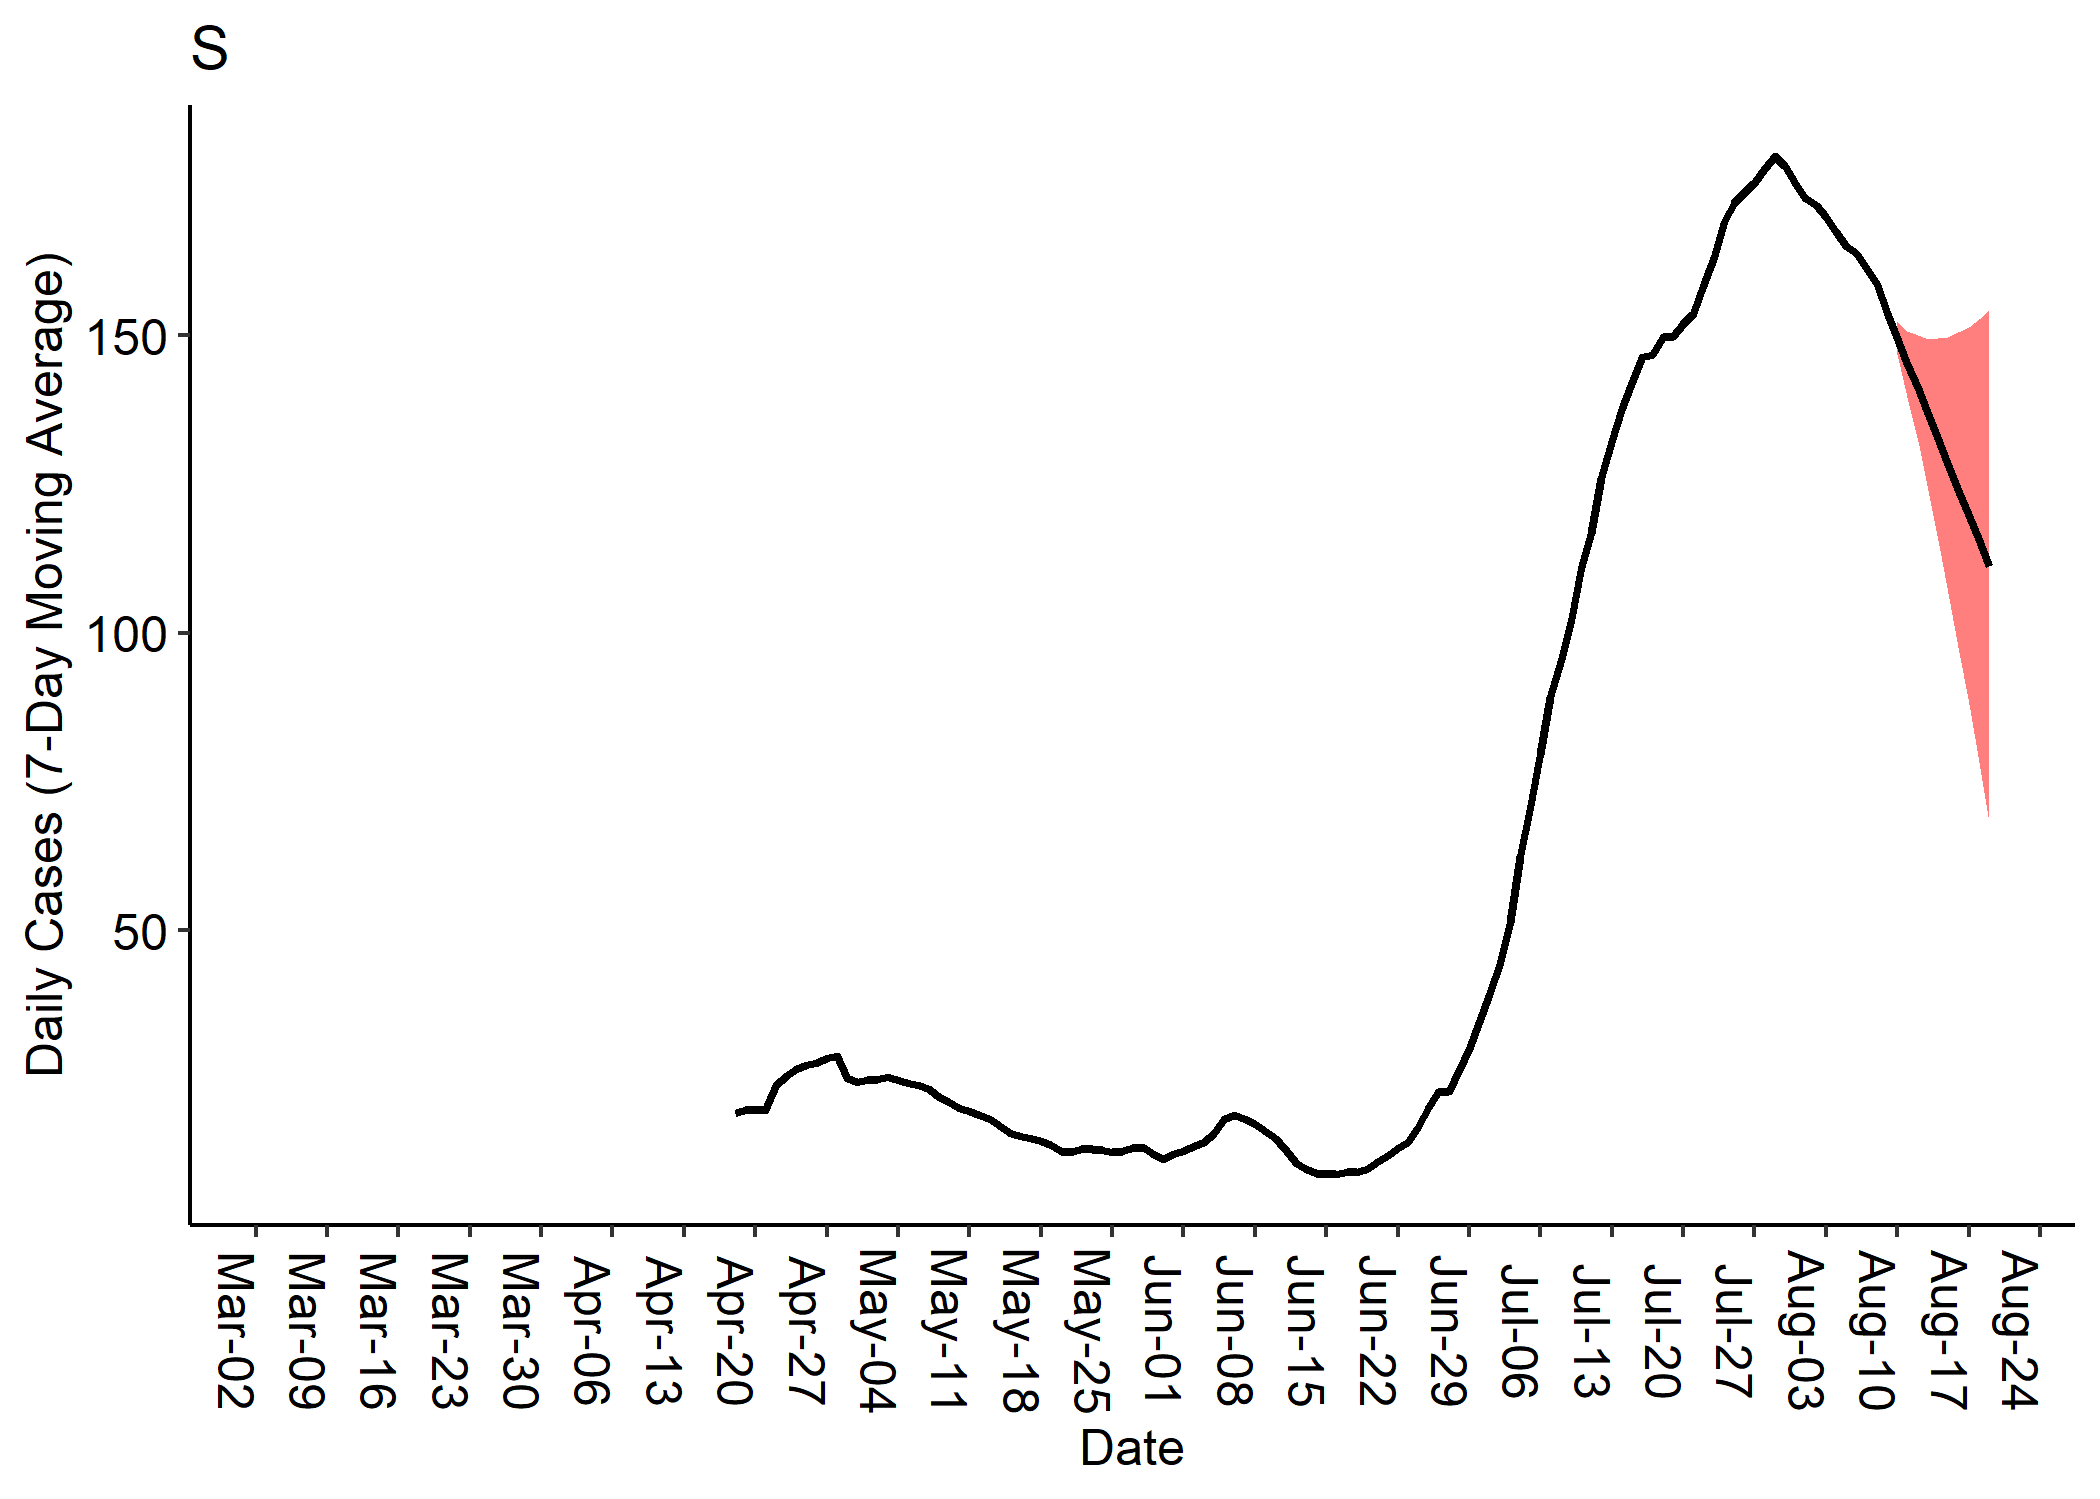 S
Daily Cases (7-Day Moving Average)
150
100
50
Mar-02
Mar-09
Mar-16
Mar-23
Mar-30
Apr-06
Apr-13
Apr-20
Apr-27
May-04
May-11
May-18
May-25
Jun-01
Jun-08
Jun-15
Jun-22
Jun-29
Jul-06
Jul-13
Jul-20
Jul-27
Aug-03
Aug-10
Aug-17
Aug-24
Date